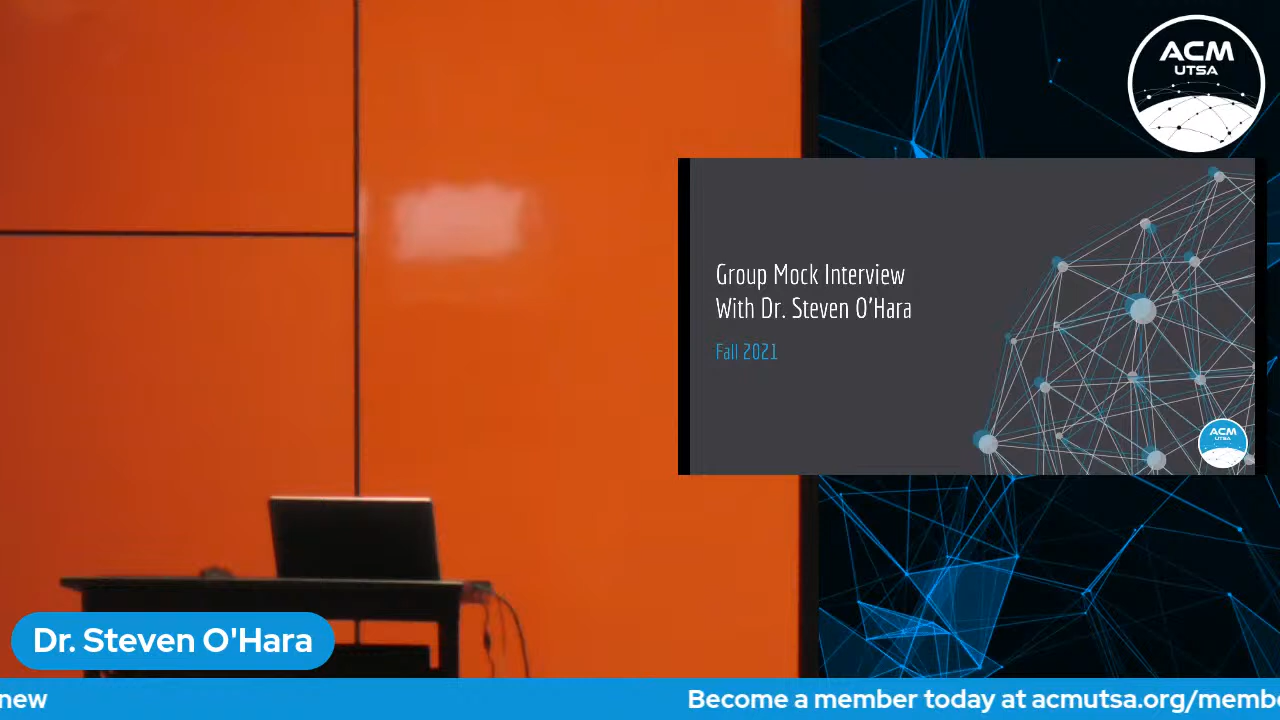 ACM
UTSA
Group Mock Interview
With Dr. Steven O'Hara
Fall 2021
ACM
UTSA
Dr. Steven O'Hara
new
Become a member today at acmutsa.org/membe